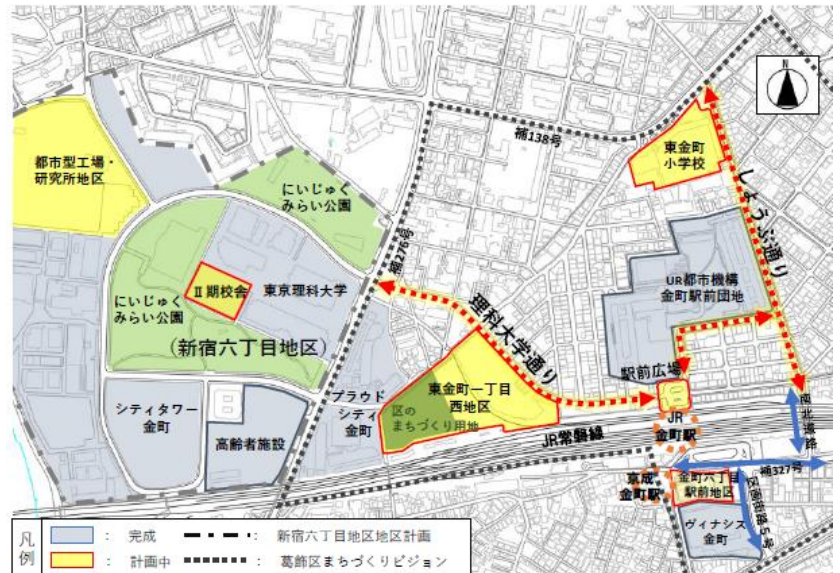 N
補138号
東金町
小学校
しょうぶ通り
都市型工場・
研究所地区
にいじゅく
みらい公園
補276号
Ⅱ期校舎
東京理科大学
UR都市機構
金町駅前団地
にいじゅく
みらい公園
(新宿六丁目地区)
理科大学通り
駅前広場
シティタワー
金町
高齢者施設
プラウド
シティ
金町
区の
まちづくり用地
東金町一丁目
西地区
JR常磐線
JR
金町駅
南北道路
補327号
京成
金町駅
金町六丁目
駅前地区
区画街路5号
ヴィナシス
金町
凡例
: 完成
: 新宿六丁目地区地区計画
: 計画中
: 葛飾区まちづくりビジョン